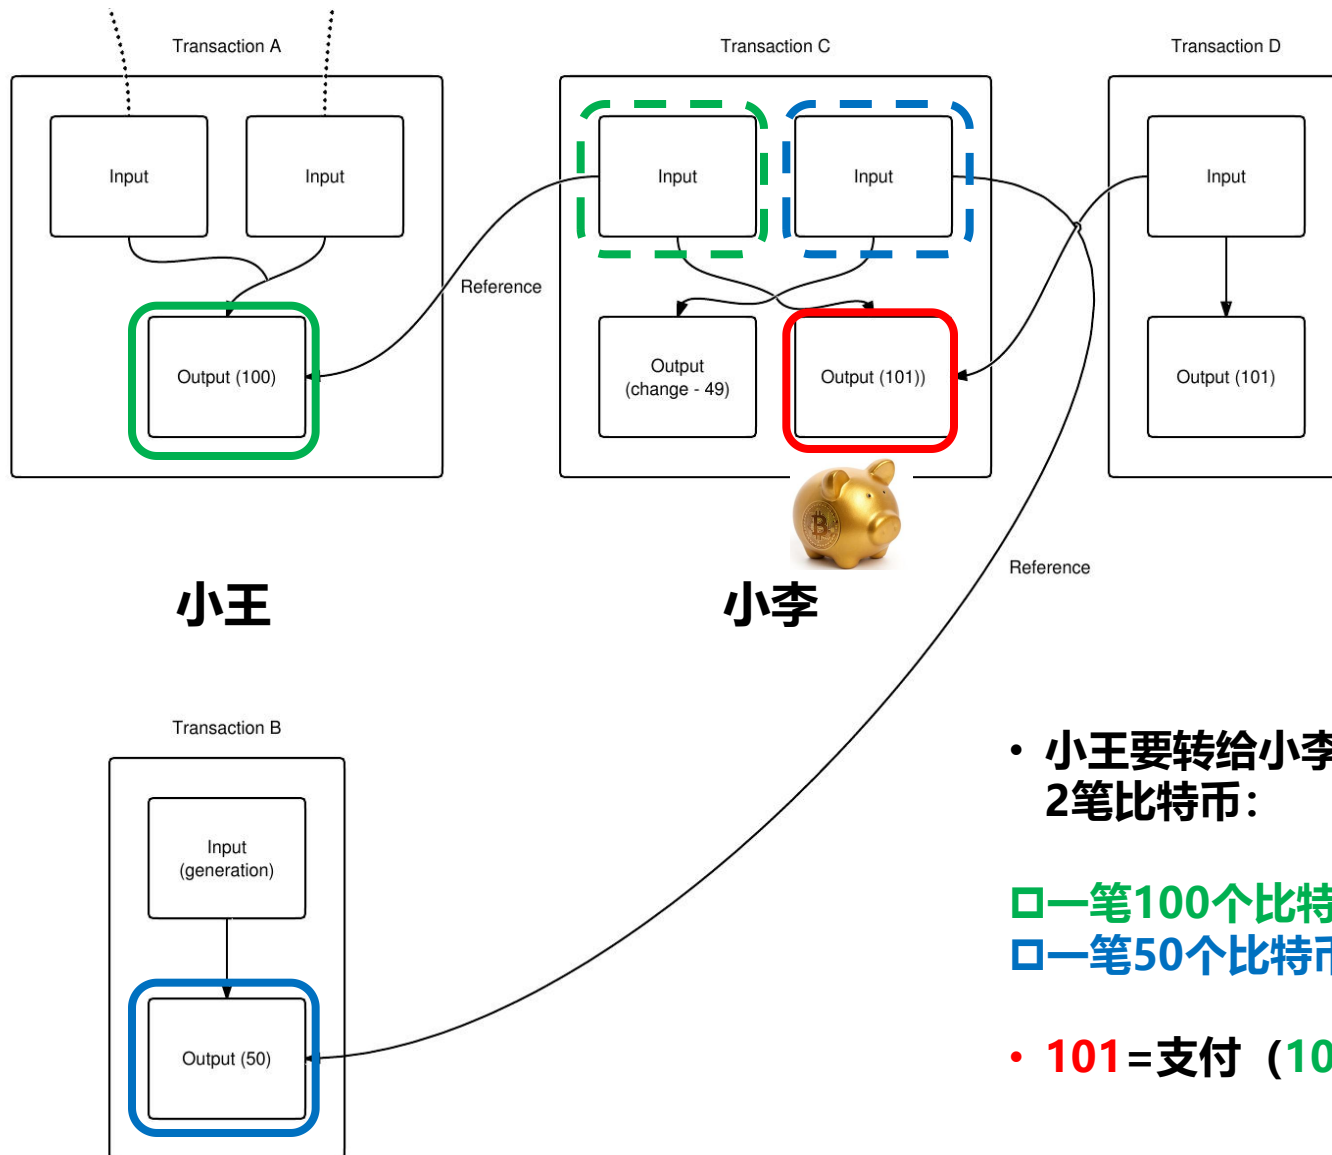 Transaction A
Transaction C
Transaction D
Input
Input
Input
Input
Input
Reference
Output (100)
Output
(change - 49)
Output (101))
Output (101)
Reference
小王
小李
Transaction B
Input
(generation)
Output (50)
• 小王要转给小李
2笔比特币：
一笔100个比特
一笔50个比特币
• 101=支付（10